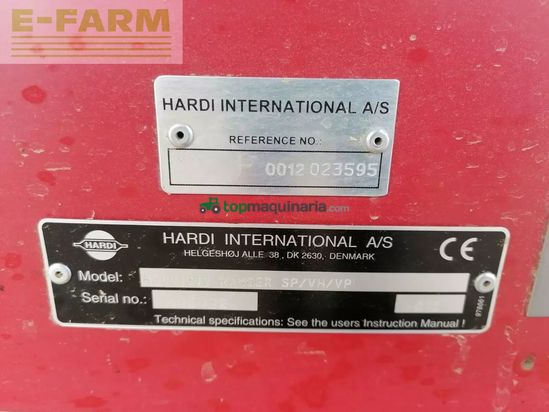 E-FARM
HARDI INTERNATIONAL A/S
REFERENCE NO.:
0012 023595
topmaquinaria.com
HARDI
HARDI INTERNATIONAL A/S
HELGESHØJ ALLE 38, DK 2630, DENMARK
CE
Model: SP/VH/VP
Serial no.:
Technical specifications: See the users Instruction Manual !
978661